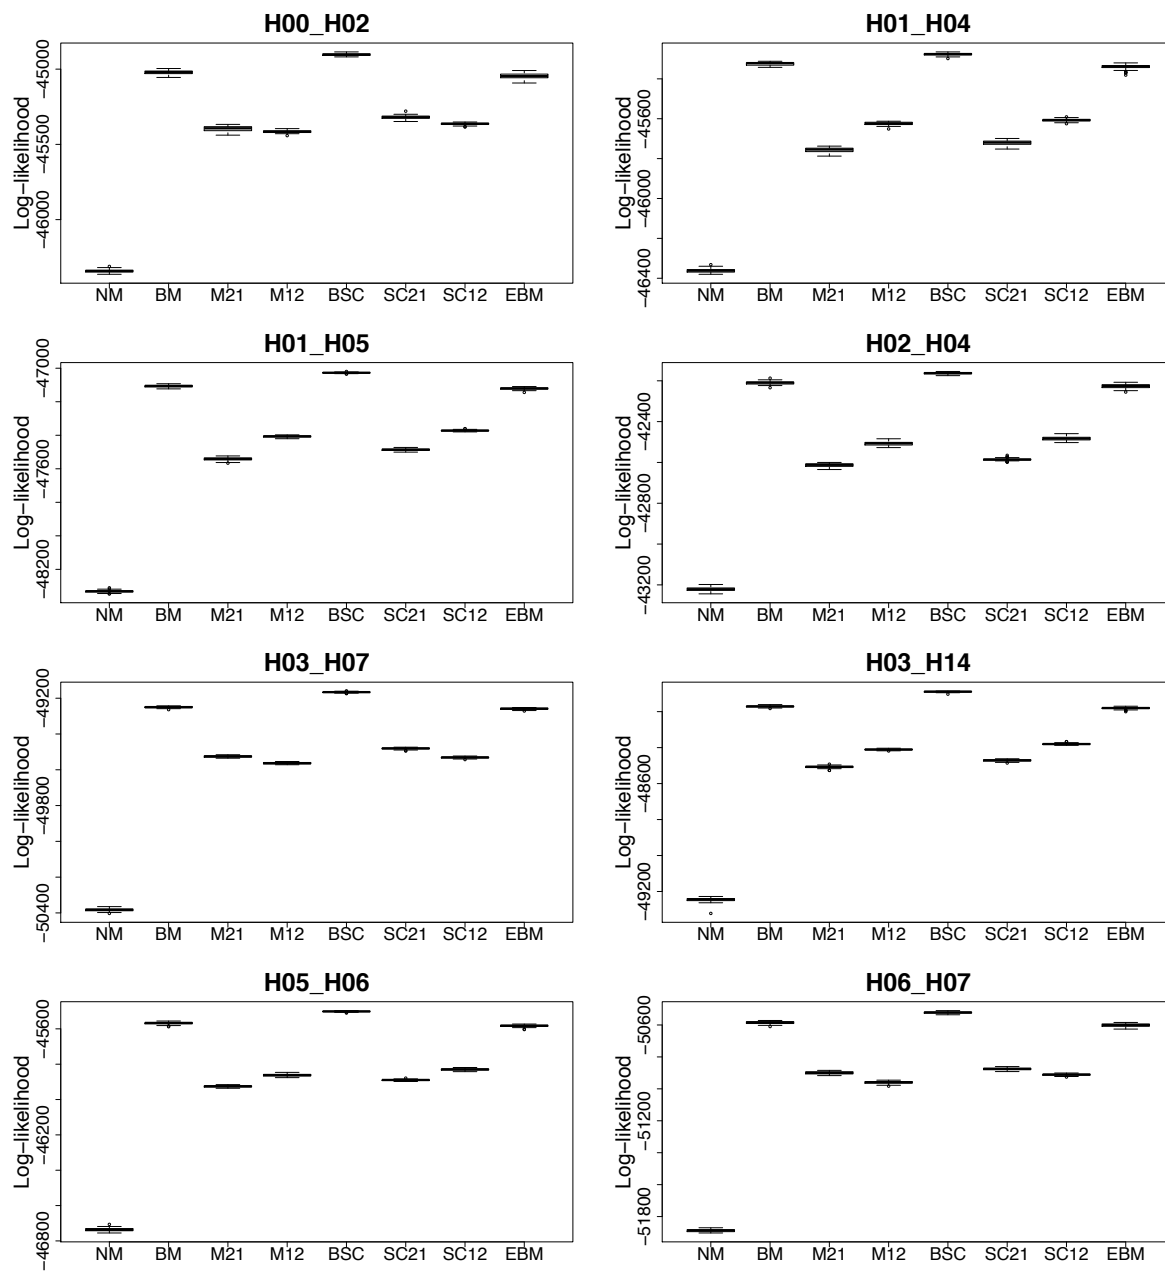 H00_H02
Log−likelihood
−45000
−45500
−46000
NM BM M21 M12 BSC SC21 SC12 EBM
H01_H04
Log−likelihood
−45600
−46000
−46400
NM BM M21 M12 BSC SC21 SC12 EBM
H01_H05
Log−likelihood
−47000
−47600
−48200
NM BM M21 M12 BSC SC21 SC12 EBM
H02_H04
Log−likelihood
−42400
−42800
−43200
NM BM M21 M12 BSC SC21 SC12 EBM
H03_H07
Log−likelihood
−49200
−49800
−50400
NM BM M21 M12 BSC SC21 SC12 EBM
H03_H14
Log−likelihood
−48600
−49200
NM BM M21 M12 BSC SC21 SC12 EBM
H05_H06
Log−likelihood
−45600
−46200
−46800
NM BM M21 M12 BSC SC21 SC12 EBM
H06_H07
Log−likelihood
−50600
−51200
−51800
NM BM M21 M12 BSC SC21 SC12 EBM